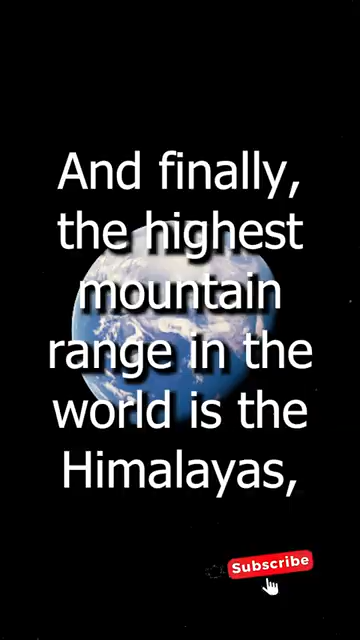 And finally,
the highest
mountain
range in the
world is the
Himalayas,
Subscribe